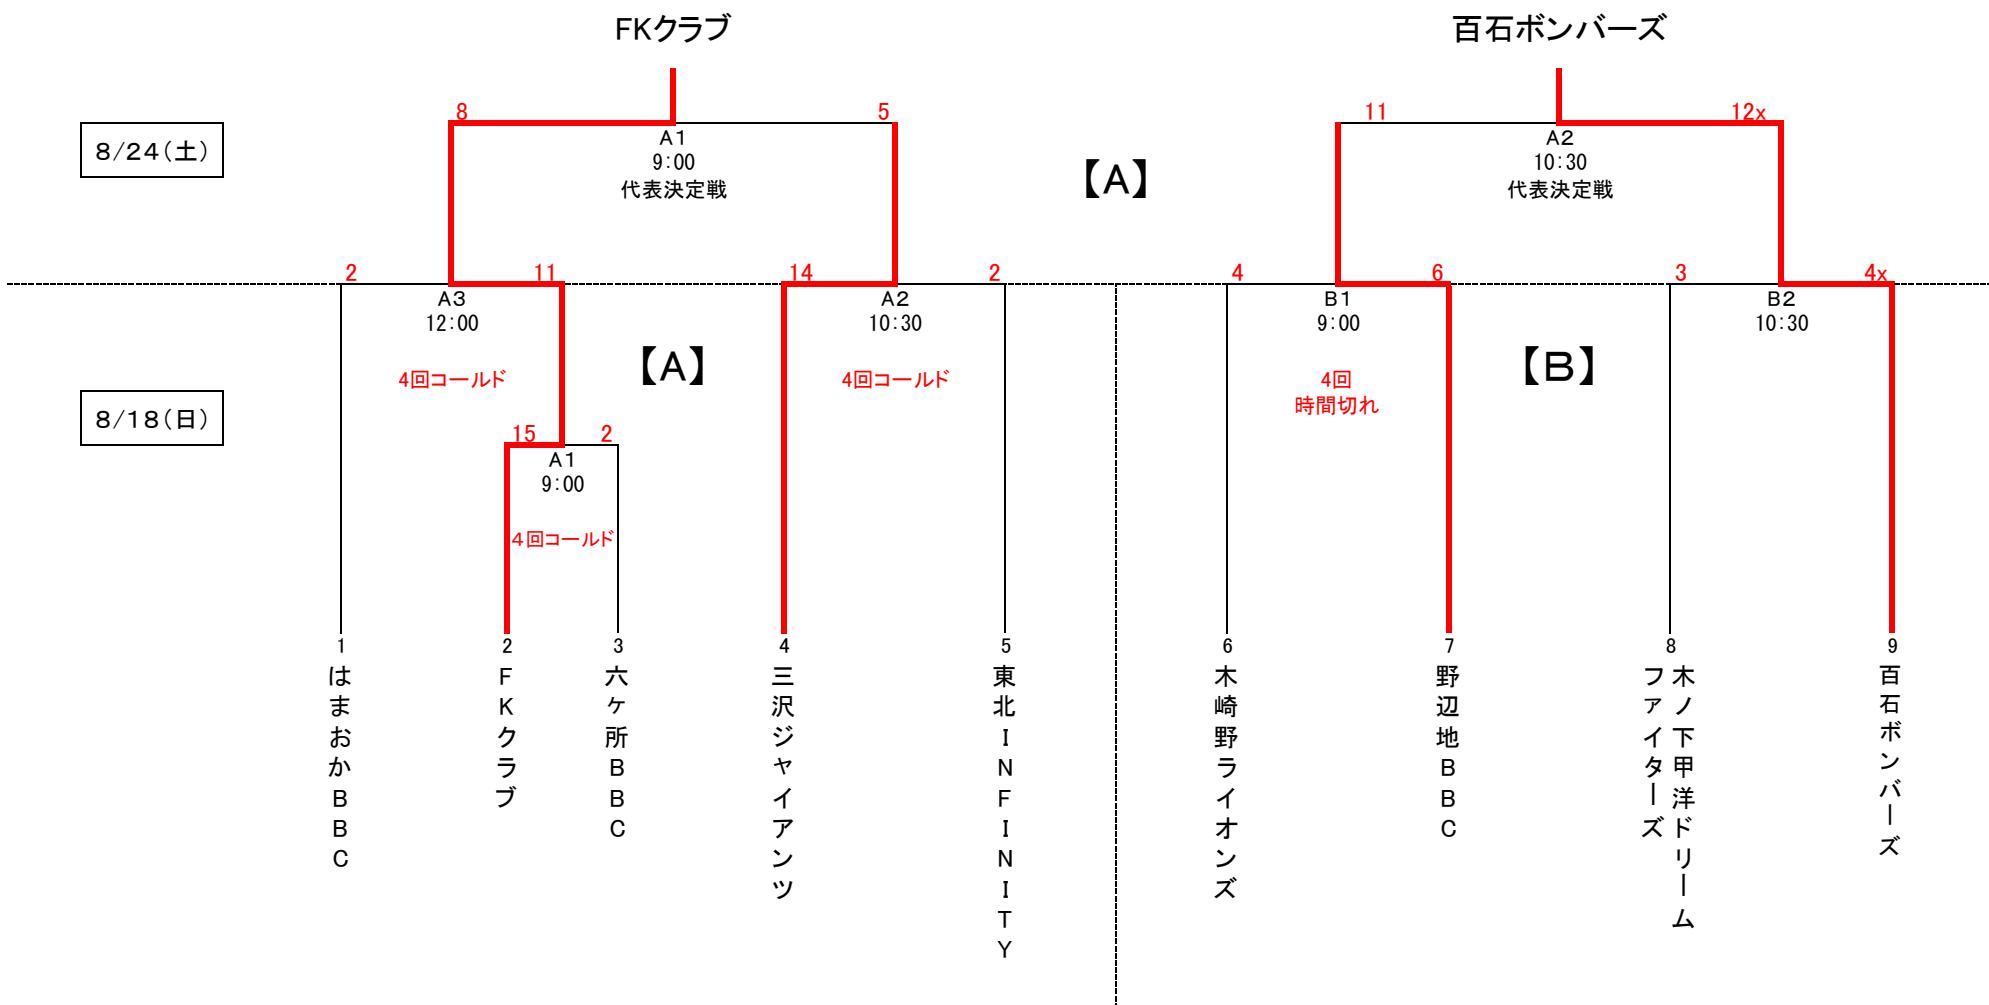 FKクラブ
百石ボンバーズ
8
5
11
12x
8/24(土)
A1
9:00
代表決定戦
【A】
A2
10:30
代表決定戦
2
11
14
2
4
6
3
4x
A3
12:00
A2
10:30
B1
9:00
B2
10:30
【A】
【B】
4回コールド
4回コールド
4回
時間切れ
8/18(日)
15
2
A1
9:00
4回コールド
1
2
3
4
5
6
7
8
9
はまおかBBC
FKクラブ
六ケ所BBC
三沢ジャイアンツ
東北INFINITY
木崎野ライオンズ
野辺地BBC
木ノ下甲洋ドリーム
ファイターズ
百石ボンバーズ